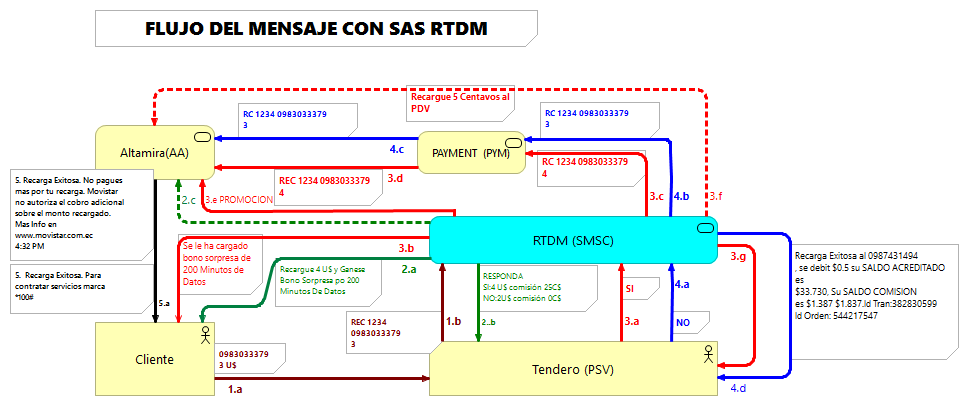 FLUJO DEL MENSAJE CON SAS RTDM
Recargue 5 Centavos al
PDV
RC 1234 0983033379
3
RC 1234 0983033379
3
Altamira(AA)
4.c
PAYMENT (PYM)
RC 1234 0983033379
4
3.d
REC 1234 0983033379
4
5. Recarga Exitosa. No pagues
mas por tu recarga. Movistar
no autoriza el cobro adicional
sobre el monto recargado.
Mas Info en
www.movistar.com.ec
4:32 PM
2.c
3.e PROMOCION
3.c
4.b
3.f
RTDM (SMSC)
Se le ha cargado
bono sorpresa de
200 Minutos de
Datos
3.b
2.a
3.g
Recargue 4 U$ y Ganese
Bono Sorpresa po 200
Minutos De Datos
RESPONDA
SI:4 U$ comisión 25C$
NO:2U$ comisión 0C$
SI
4.a
Recarga Exitosa al 0987431494
, se debit $0.5 su SALDO ACREDITADO
es
$33.730, Su SALDO COMISION
es $1.387 $1.837.Id Tran:382830599
Id Orden: 544217547
5. Recarga Exitosa. Para
contratar servicios marca
*100#
5.a
REC 1234
0983033379
3
1.b
2..b
3.a
NO
Cliente
0983033379
3 U$
1.a
Tendero (PSV)
4.d